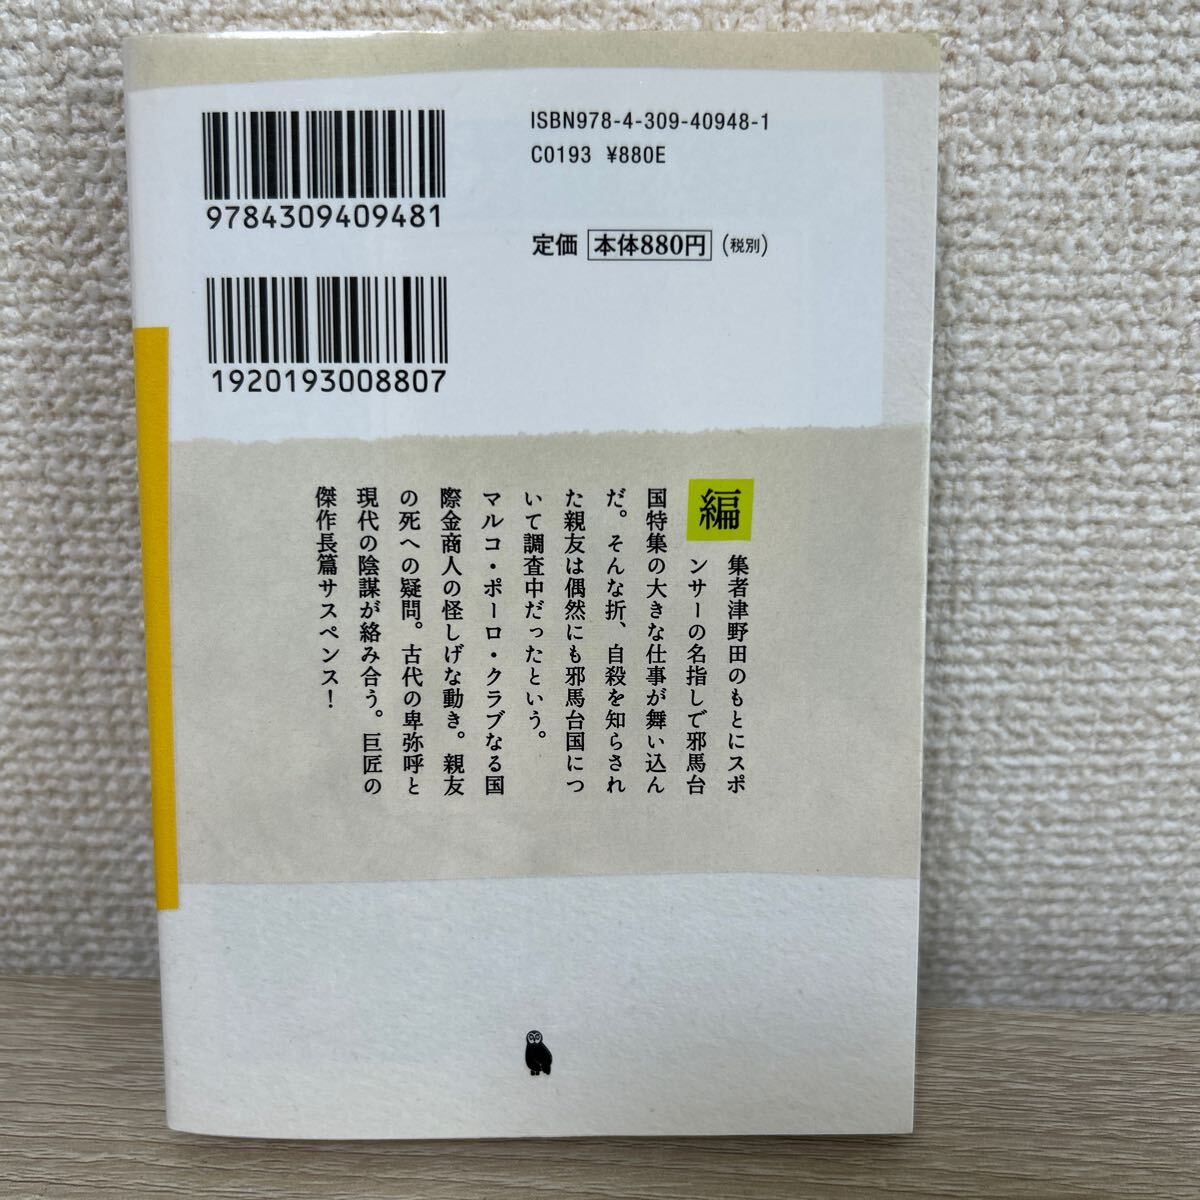 ISBN978-4-309-40948-1
C0193 ¥880E
9784309409481
定価 本体880円 (税別)
1920193008807
編集者津野田のもとにスポ
ンサーの名指しで邪馬台
国特集の大きな仕事が舞い込ん
だ。そんな折、自殺を知らされ
た親友は偶然にも邪馬台国につ
いて調査中だったという。
マルコ・ポーロ・クラブなる国
際金商人の怪しげな動き。親友
の死への疑問。古代の卑弥呼と
現代の陰謀が絡み合う。巨匠の
傑作長篇サスペンス！